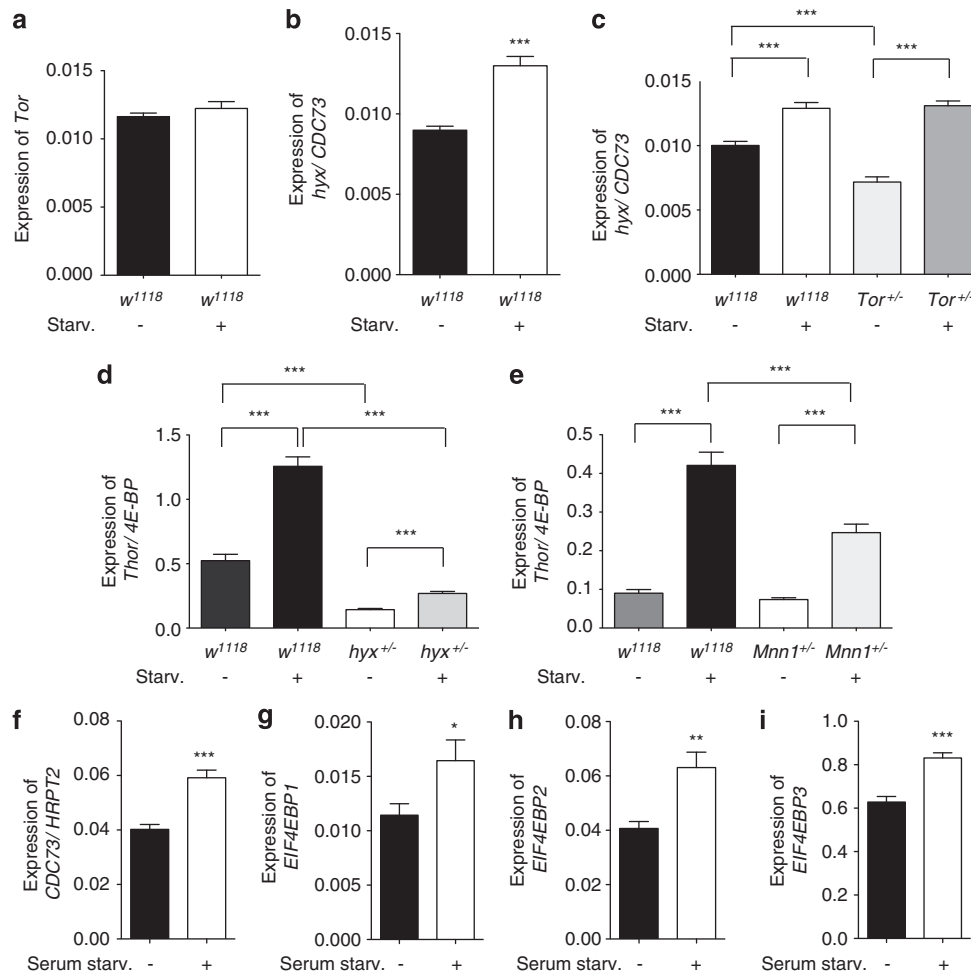 a
Expression of Tor
0.015
0.010
0.005
0.000
w1118 w1118
Starv. - +
b
Expression of
hyx/ CDC73
***
0.015
0.010
0.005
0.000
w1118 w1118
+
c
Expression of
hyx/ CDC73
***
*** ***
0.015
0.010
0.005
0.000
w1118 w1118 Tor+/- Tor+/-
Starv. - + - +
d
Expression of
Thor/ 4E-BP
***
*** ***
***
1.5
1.0
0.5
0.0
w1118 w1118 hyx+/- hyx+/-
Starv. - + - +
e
Expression of
Thor/ 4E-BP
***
*** ***
0.5
0.4
0.3
0.2
0.1
0.0
w1118 w1118 Mnn1+/- Mnn1+/-
- + - +
f
Expression of
CDC73/ HRPT2
***
0.08
0.06
0.04
0.02
0.00
Serum starv. - +
g
Expression of
EIF4EBP1
*
0.020
0.015
0.010
0.005
0.000
Serum starv. - +
h
Expression of
EIF4EBP2
**
0.08
0.06
0.04
0.02
0.00
Serum starv. - +
i
Expression of
EIF4EBP3
***
1.0
0.8
0.6
0.4
0.2
0.0
Serum starv. - +